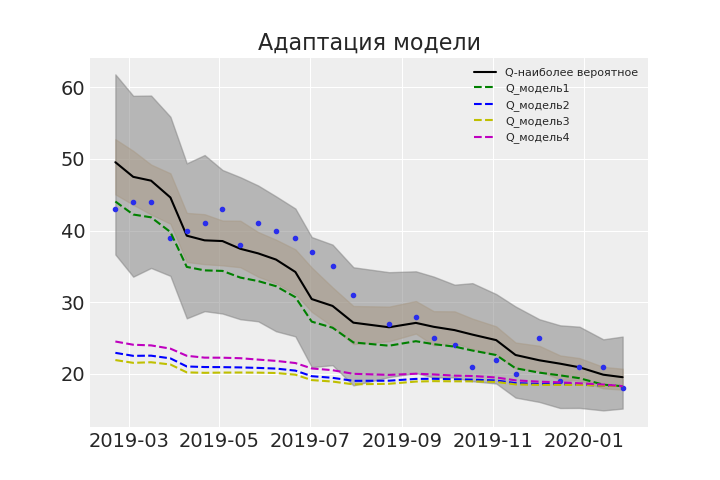 Адаптация модели
Q-наиболее вероятное
Q_модель1
Q_модель2
Q_модель3
Q_модель4
60
50
40
30
20
2019-03 2019-05 2019-07 2019-09 2019-11 2020-01